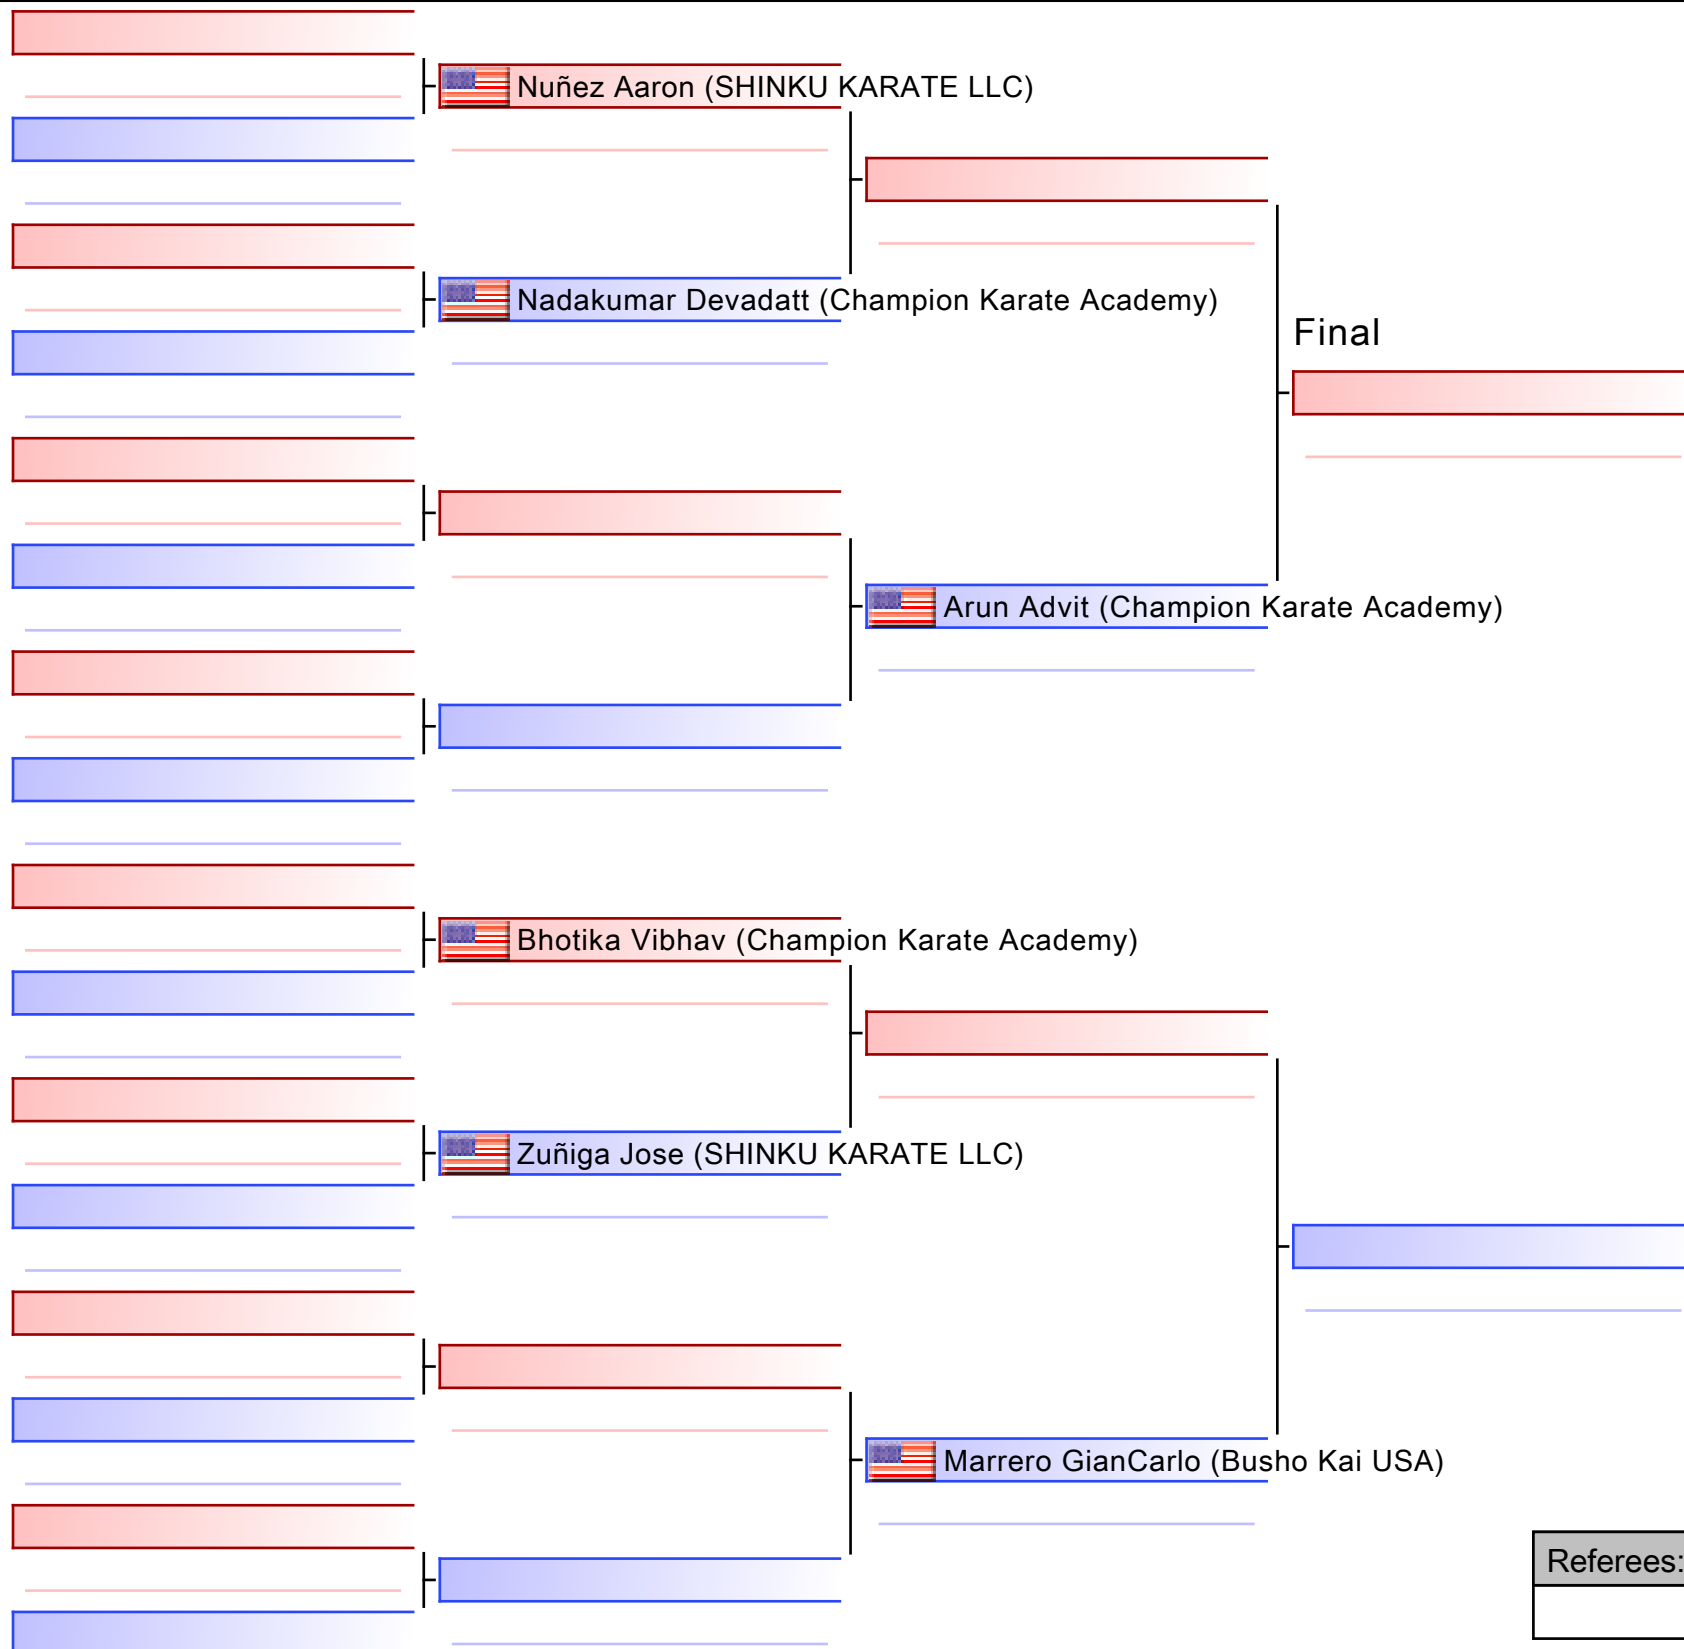 Nuñez Aaron (SHINKU KARATE LLC)
Nadakumar Devadatt (Champion Karate Academy)
Final
Arun Advit (Champion Karate Academy)
Bhotika Vibhav (Champion Karate Academy)
Zuñiga Jose (SHINKU KARATE LLC)
Marrero GianCarlo (Busho Kai USA)
Referees: